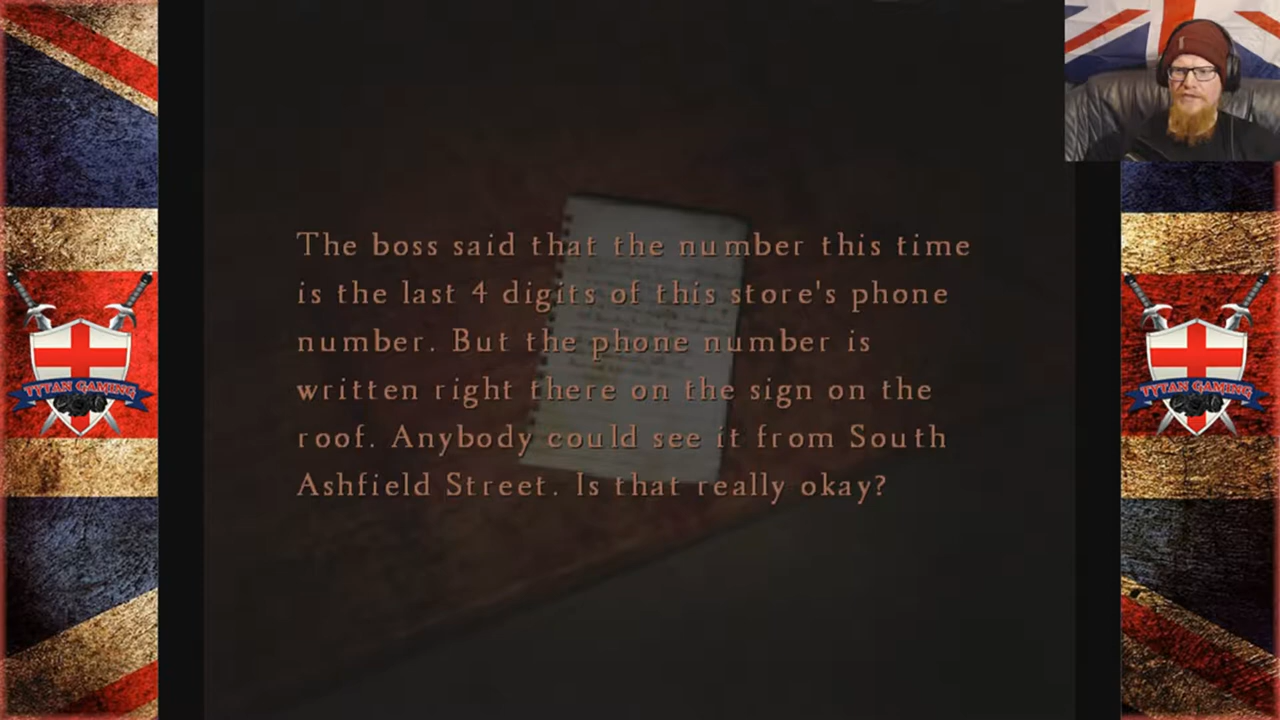 The boss said that the number this time
is the last 4 digits of this store's phone
number. But the phone number is
written right there on the sign on the
roof. Anybody could see it from South
Ashfield Street. Is that really okay?
TYTAN GAMING
TYTAN GAMING